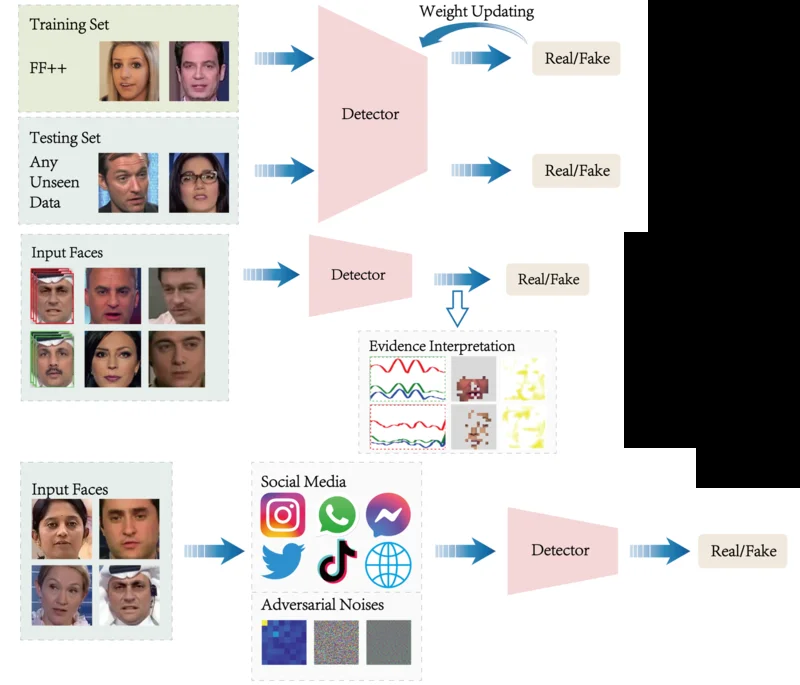 Weight Updating
Training Set
FF++
Real/Fake
Detector
Testing Set
Any
Unseen
Data
Real/Fake
Input Faces
Detector
Real/Fake
Evidence Interpretation
Input Faces
Social Media
Detector
Real/Fake
Adversarial Noises